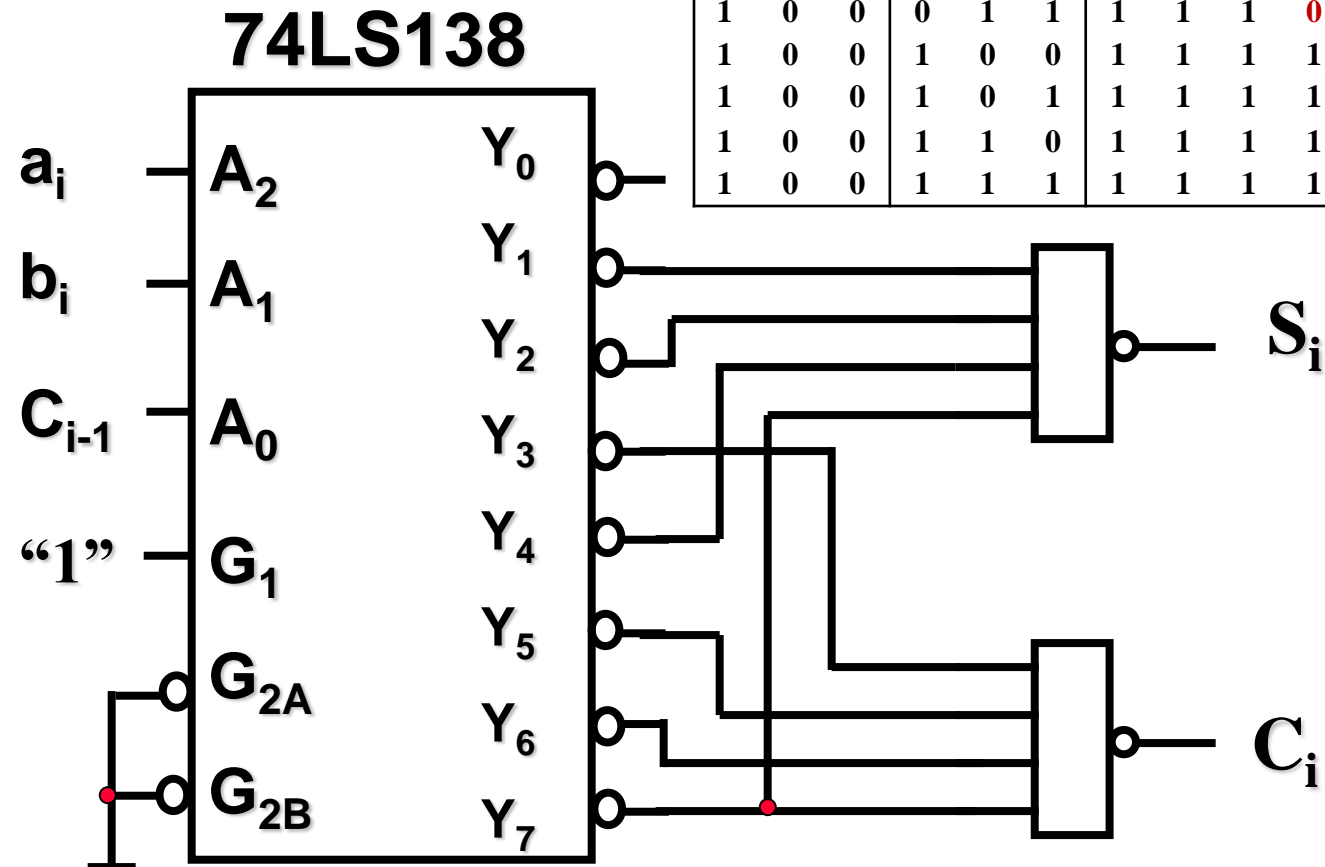 74LS138
1 0 0 0 1 1 1 1 1 0
1 0 0 1 0 0 1 1 1 1
1 0 0 1 0 1 1 1 1 1
1 0 0 1 1 0 1 1 1 1
1 0 0 1 1 1 1 1 1 1
aᵢ A₂ Y₀
Y₁
bᵢ A₁
Y₂ Sᵢ
Cᵢ₋₁ A₀ Y₃
“1” G₁ Y₄
Y₅
G₂A
Y₆ Cᵢ
G₂B Y₇